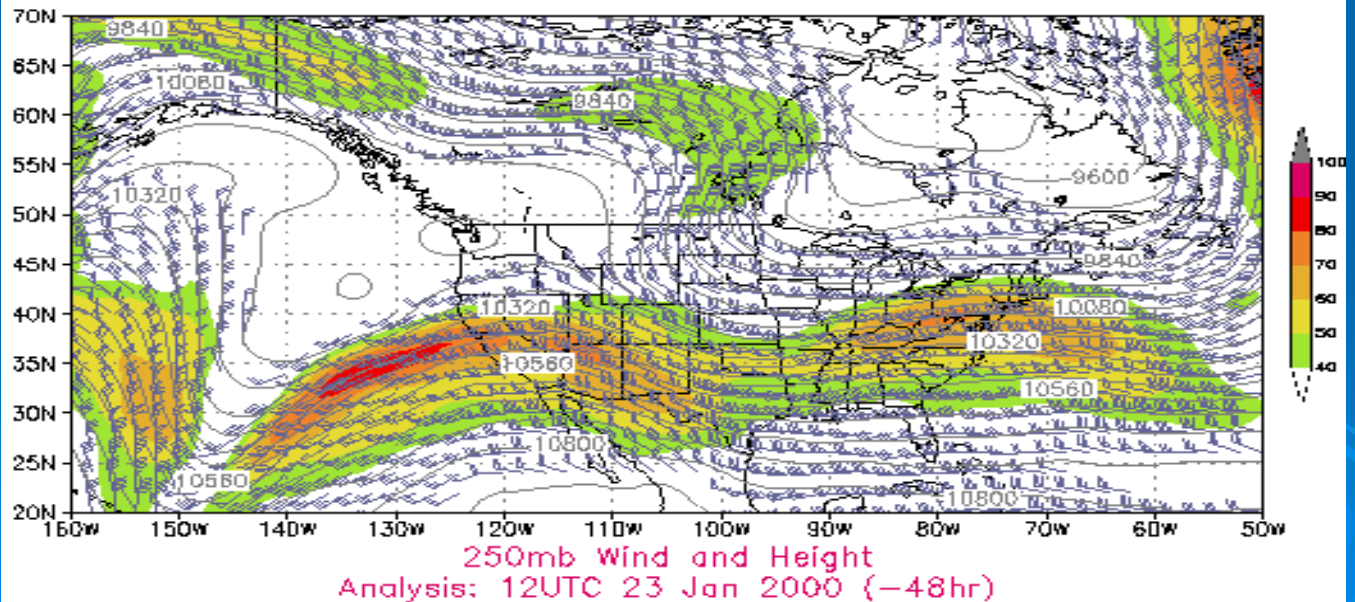 70N
65N
60N
55N
50N
45N
40N
35N
30N
25N
20N
9840
10080
9840
10320
9600
9840
10320
10080
10320
10560
10560
10800
10560
10800
160W 150W 140W 130W 120W 110W 100W 90W 80W 70W 60W 50W
100
90
80
70
60
50
40
250mb Wind and Height
Analysis: 12UTC 23 Jan 2000 (−48hr)